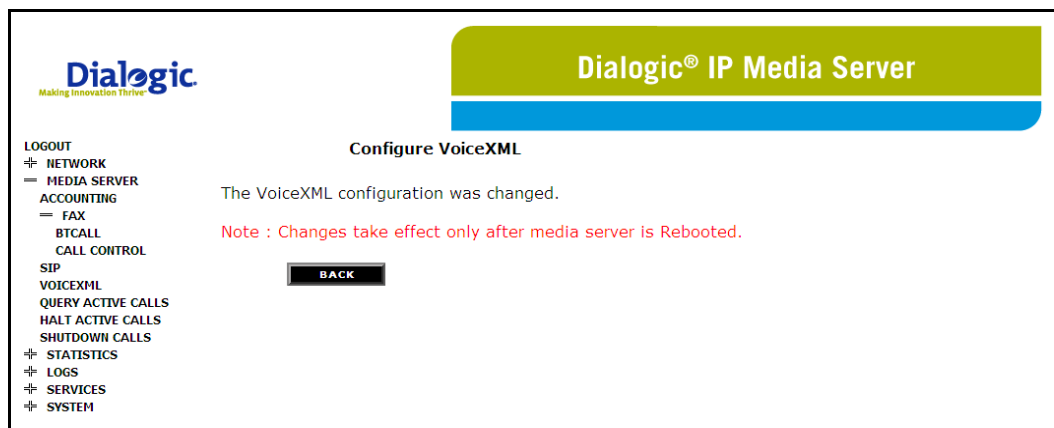 Dialogic.
Making Innovation Thrive™
Dialogic® IP Media Server
LOGOUT
NETWORK
MEDIA SERVER
ACCOUNTING
FAX
BTCALL
CALL CONTROL
SIP
VOICEXML
QUERY ACTIVE CALLS
HALT ACTIVE CALLS
SHUTDOWN CALLS
STATISTICS
LOGS
SERVICES
SYSTEM
Configure VoiceXML
The VoiceXML configuration was changed.
Note : Changes take effect only after media server is Rebooted.
BACK